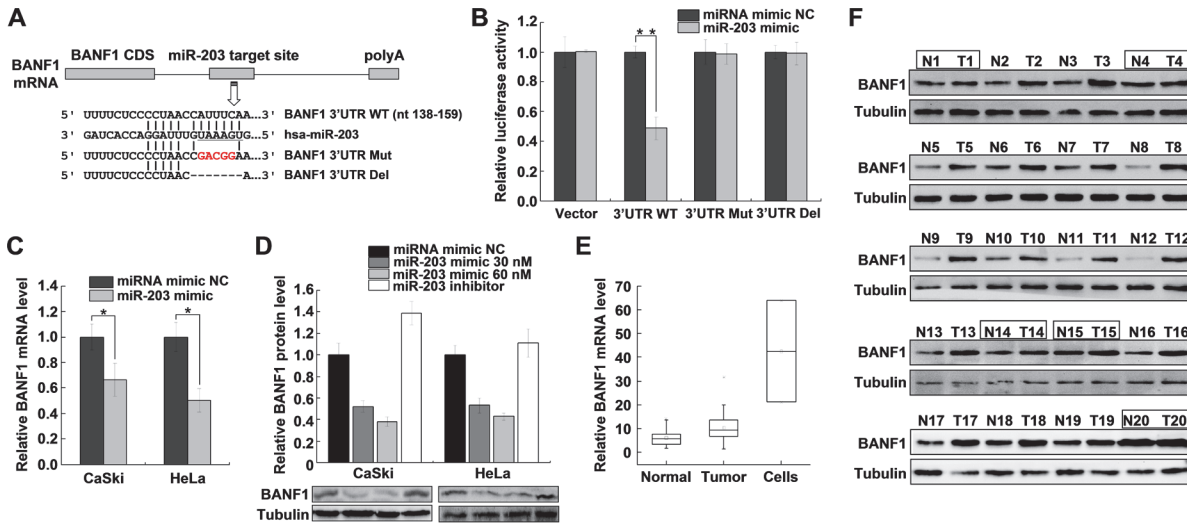 A
BANF1 CDS miR-203 target site polyA
BANF1
mRNA
5' UUUUCUCCCCUAACCAUUUCAA...3' BANF1 3'UTR WT (nt 138-159)
GAUCACCAGGAUUUGUAAAGUG...3' hsa-miR-203
5' UUUUCUCCCCUAACCGACGGAA...3' BANF1 3'UTR Mut
5' UUUUCUCCCCUAAC-------A...3' BANF1 3'UTR Del
B
miRNA mimic NC
miR-203 mimic
Relative luciferase activity
1.2
1.0
0.8
0.6
0.4
0.2
0.0
**
Vector 3'UTR WT 3'UTR Mut 3'UTR Del
C
miRNA mimic NC
miR-203 mimic
Relative BANF1 mRNA level
1.4
1.2
1.0
0.8
0.6
0.4
0.2
0.0
* *
CaSki HeLa
D
miRNA mimic NC
miR-203 mimic 30 nM
miR-203 mimic 60 nM
miR-203 inhibitor
Relative BANF1 protein level
1.6
1.4
1.2
1.0
0.8
0.6
0.4
0.2
0.0
CaSki HeLa
BANF1
Tubulin
E
Relative BANF1 mRNA level
70
60
50
40
30
20
10
0
Normal Tumor Cells
F
N1 T1 N2 T2 N3 T3 N4 T4
BANF1
Tubulin
N5 T5 N6 T6 N7 T7 N8 T8
BANF1
Tubulin
N9 T9 N10 T10 N11 T11 N12 T12
BANF1
Tubulin
N13 T13 N14 T14 N15 T15 N16 T16
BANF1
Tubulin
N17 T17 N18 T18 N19 T19 N20 T20
BANF1
Tubulin